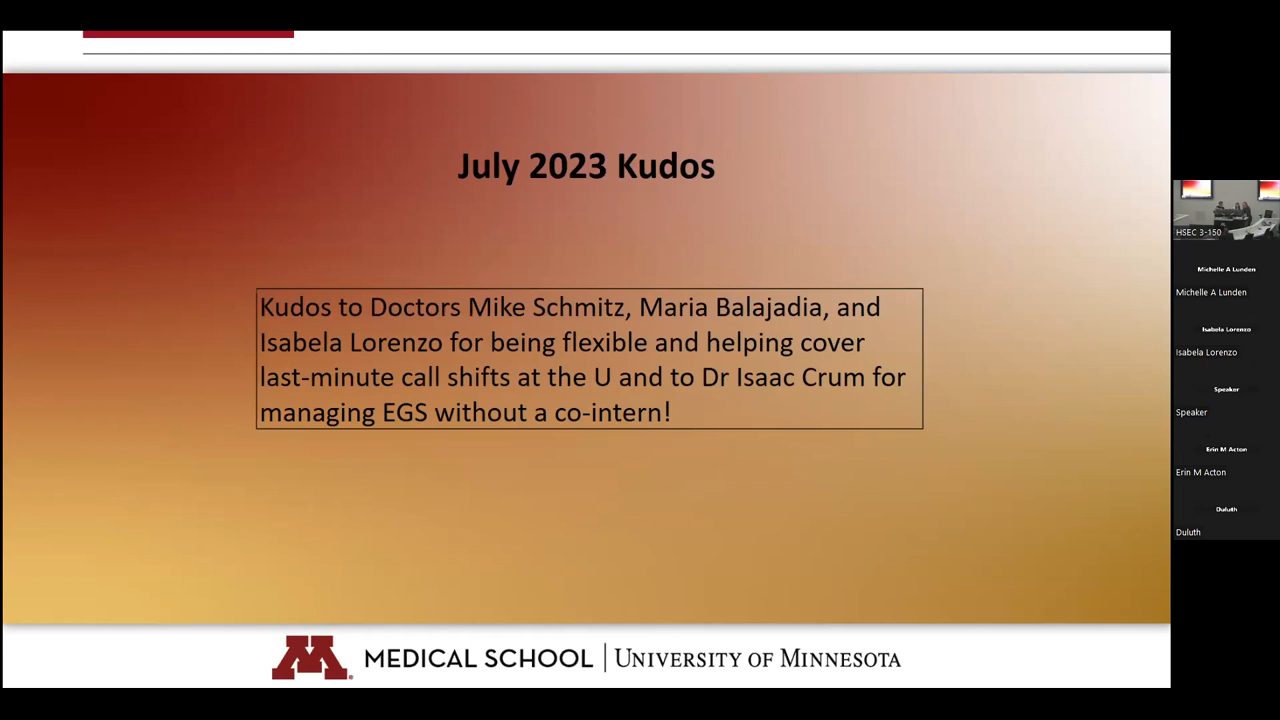 July 2023 Kudos
Kudos to Doctors Mike Schmitz, Maria Balajadia, and
Isabela Lorenzo for being flexible and helping cover
last-minute call shifts at the U and to Dr Isaac Crum for
managing EGS without a co-intern!
M
MEDICAL SCHOOL | UNIVERSITY OF MINNESOTA
HSEC 3-150
Michelle A Lunden
Michelle A Lunden
Isabela Lorenzo
Isabela Lorenzo
Speaker
Speaker
Erin M Acton
Erin M Acton
Duluth
Duluth